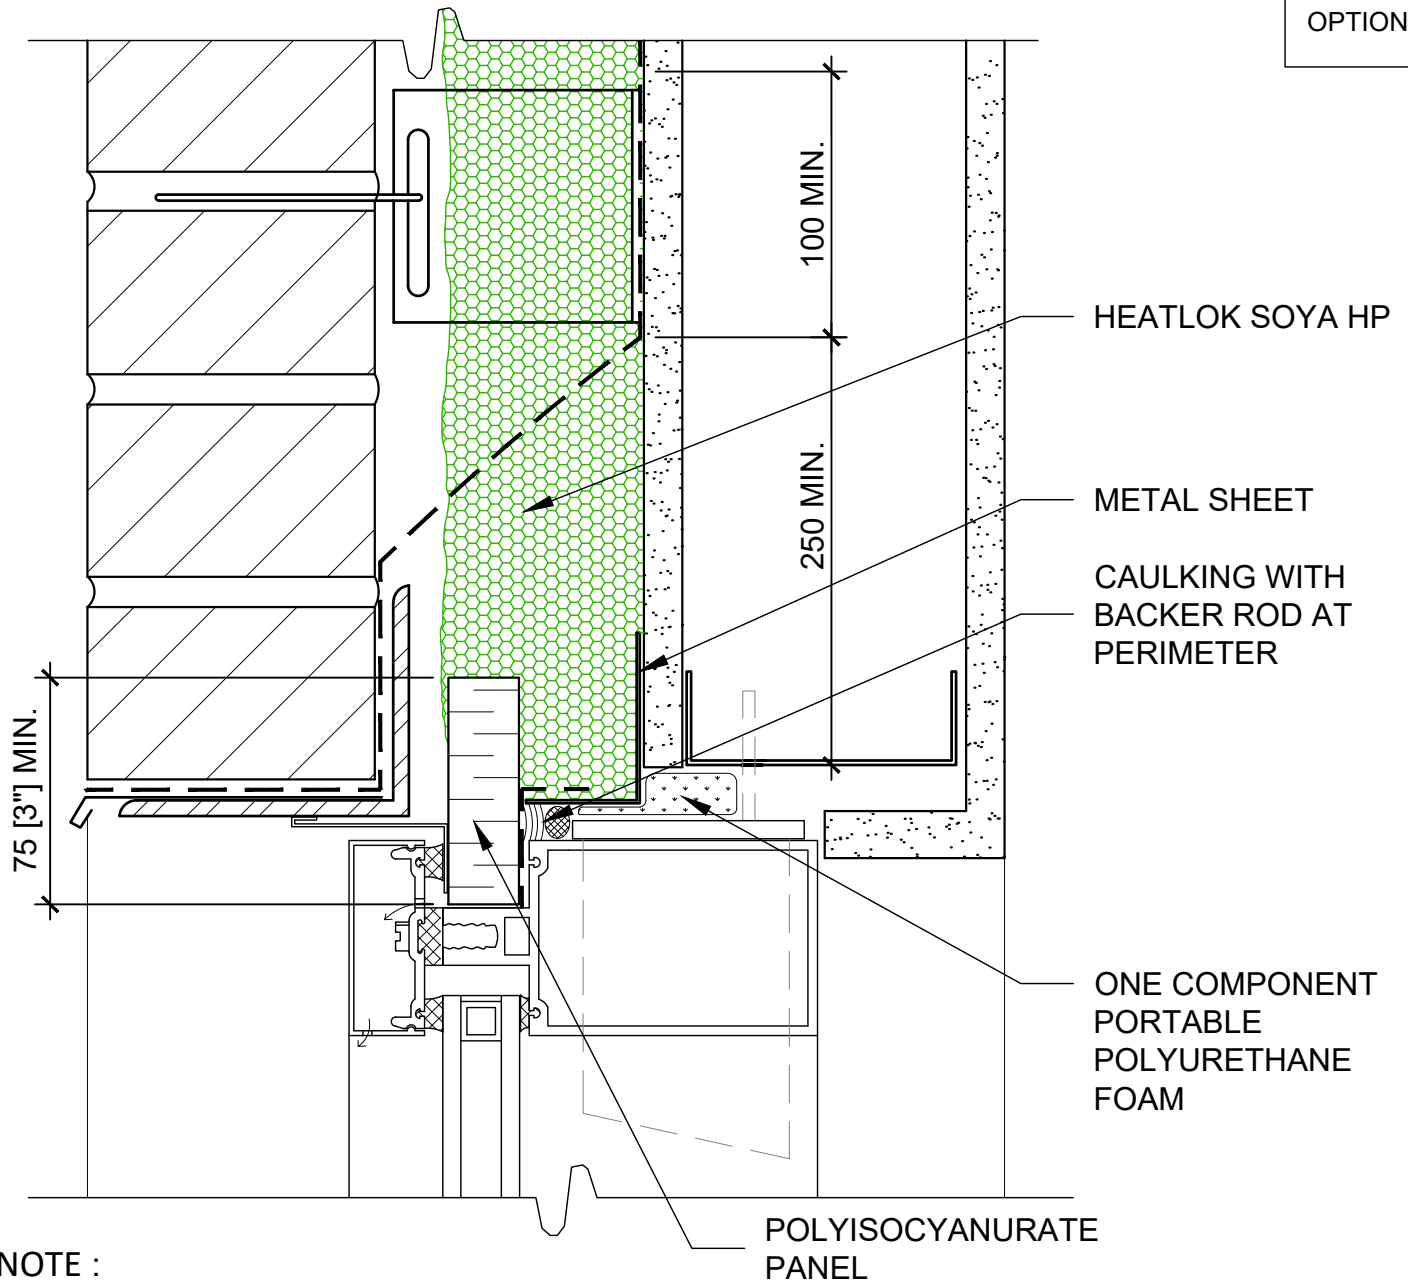 OPTION
100 MIN.
HEATLOK SOYA HP
250 MIN.
METAL SHEET
CAULKING WITH
BACKER ROD AT
PERIMETER
75 [3"] MIN.
ONE COMPONENT
PORTABLE
POLYURETHANE
FOAM
POLYISOCYANURATE
PANEL
NOTE :